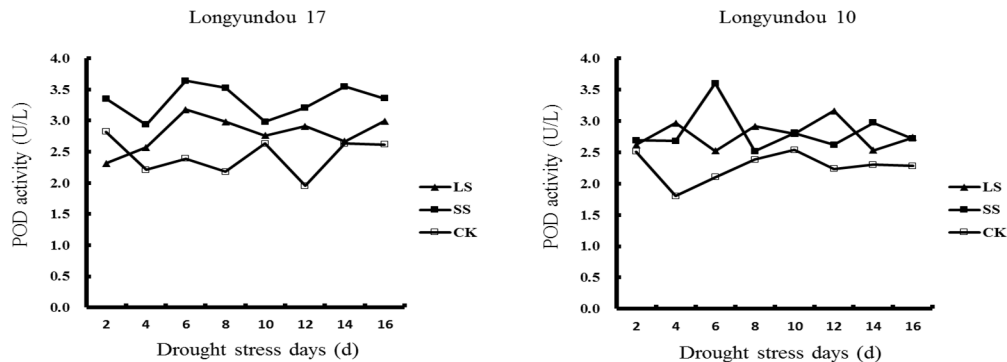 Longyundou 17
POD activity (U/L)
4.0
3.5
3.0
2.5
2.0
1.5
1.0
0.5
0.0
2 4 6 8 10 12 14 16
Drought stress days (d)
LS
SS
CK
Longyundou 10
POD activity (U/L)
4.0
3.5
3.0
2.5
2.0
1.5
1.0
0.5
0.0
2 4 6 8 10 12 14 16
Drought stress days (d)
LS
SS
CK